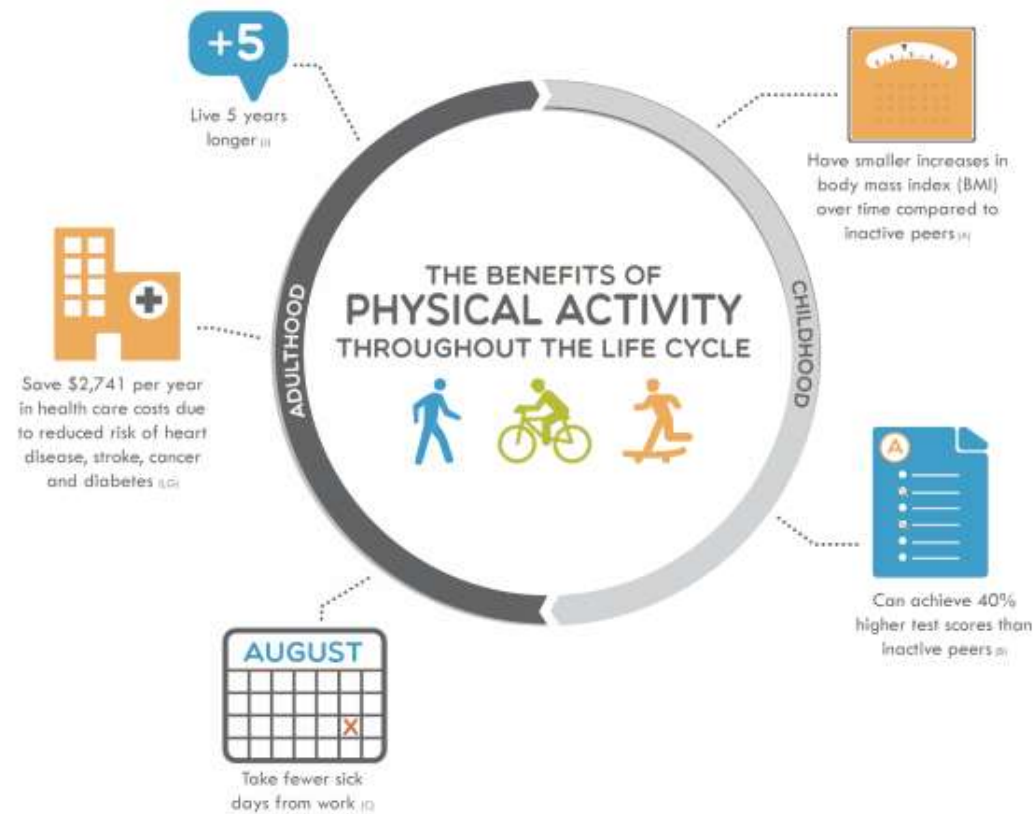 THE BENEFITS OF
PHYSICAL ACTIVITY
THROUGHOUT THE LIFE CYCLE
CHILDHOOD
ADULTHOOD
Have smaller increases in
body mass index (BMI)
over time compared to
inactive peers (A)
A
Can achieve 40%
higher test scores than
inactive peers (B)
AUGUST
X
Take fewer sick
days from work (C)
Save $2,741 per year
in health care costs due
to reduced risk of heart
disease, stroke, cancer
and diabetes
+5
Live 5 years
longer